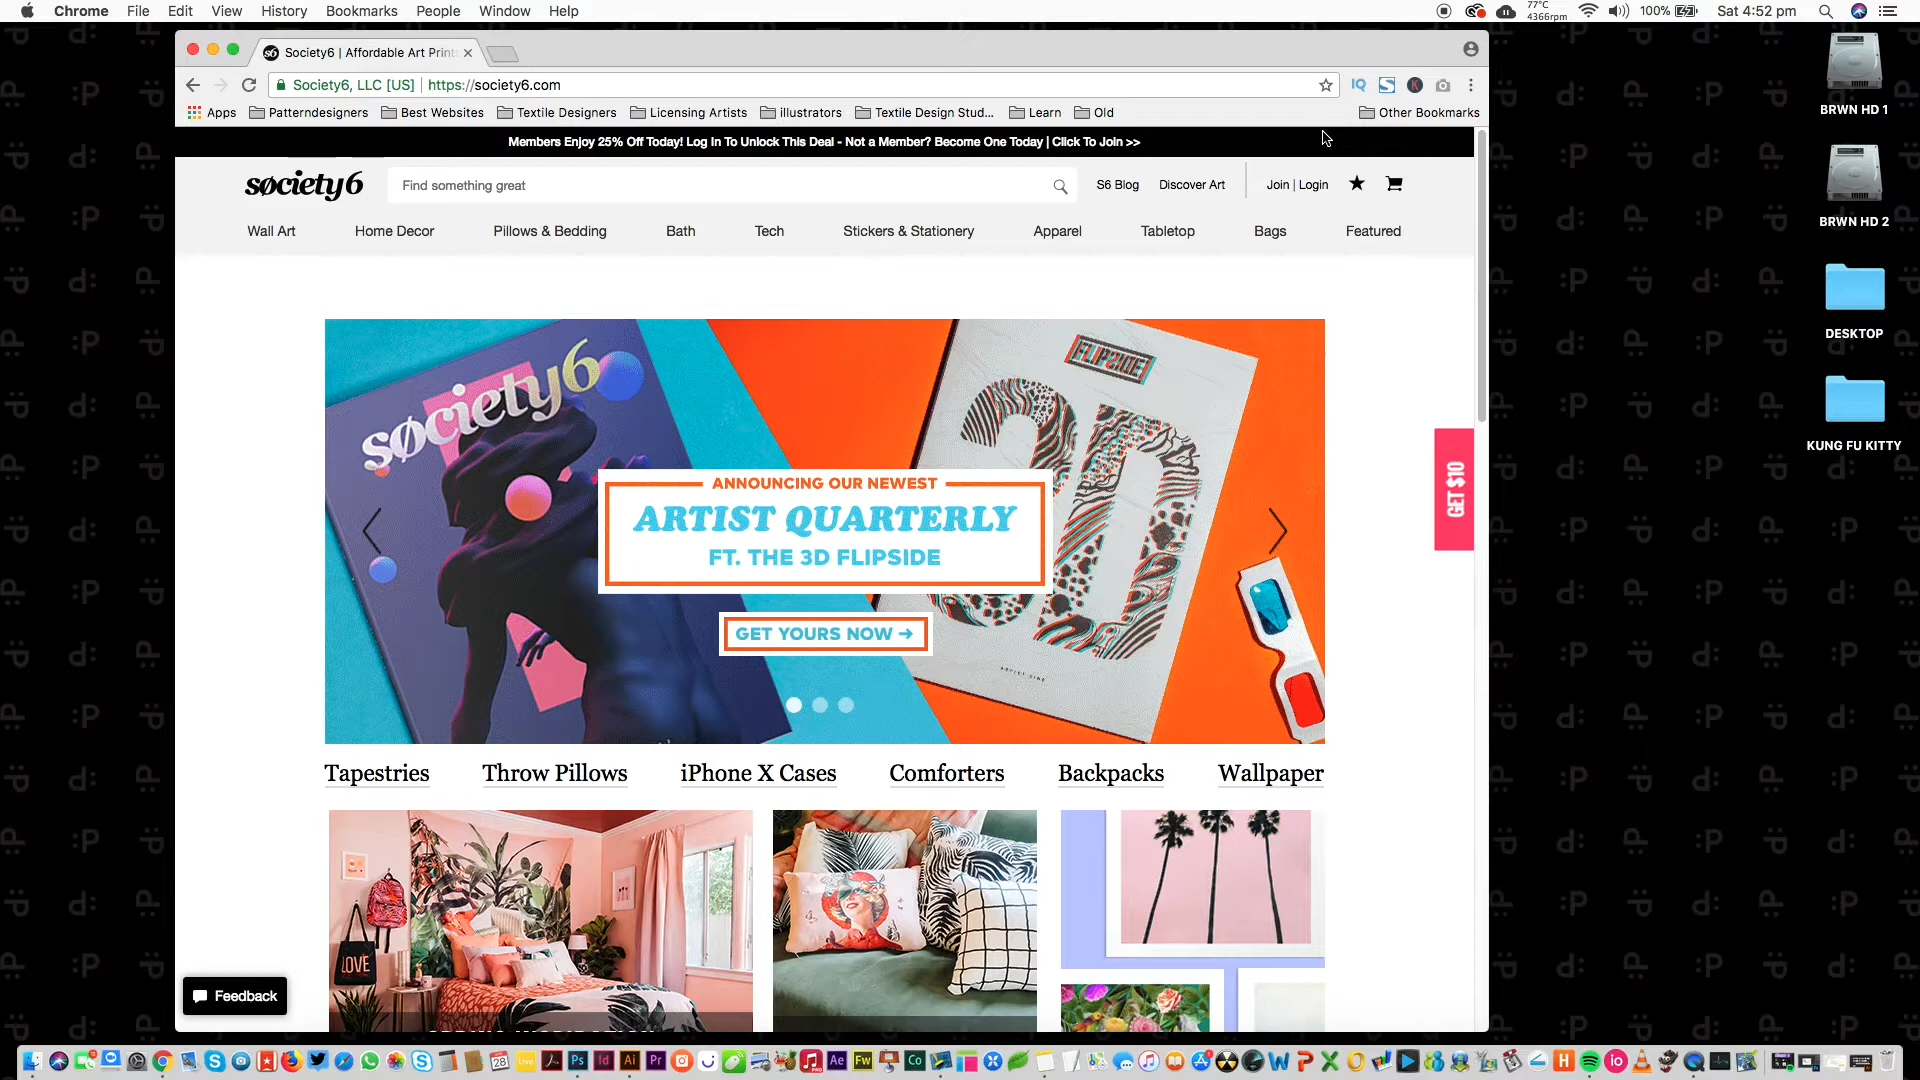 Chrome File Edit View History Bookmarks People Window Help
77°C
4366rpm
100%
Sat 4:52 pm
Society6 | Affordable Art Print
Society6, LLC [US] | https://society6.com
Apps Patterndesigners Best Websites Textile Designers Licensing Artists illustrators Textile Design Stud... Learn Old Other Bookmarks
Members Enjoy 25% Off Today! Log In To Unlock This Deal - Not a Member? Become One Today | Click To Join >>
søciety6
Find something great
S6 Blog Discover Art Join | Login
Wall Art Home Decor Pillows & Bedding Bath Tech Stickers & Stationery Apparel Tabletop Bags Featured
søciety6
FLIPSIDE
3D
ANNOUNCING OUR NEWEST
ARTIST QUARTERLY
FT. THE 3D FLIPSIDE
GET YOURS NOW →
GET $10
Tapestries Throw Pillows iPhone X Cases Comforters Backpacks Wallpaper
LOVE
Feedback
BRWN HD 1
BRWN HD 2
DESKTOP
KUNG FU KITTY